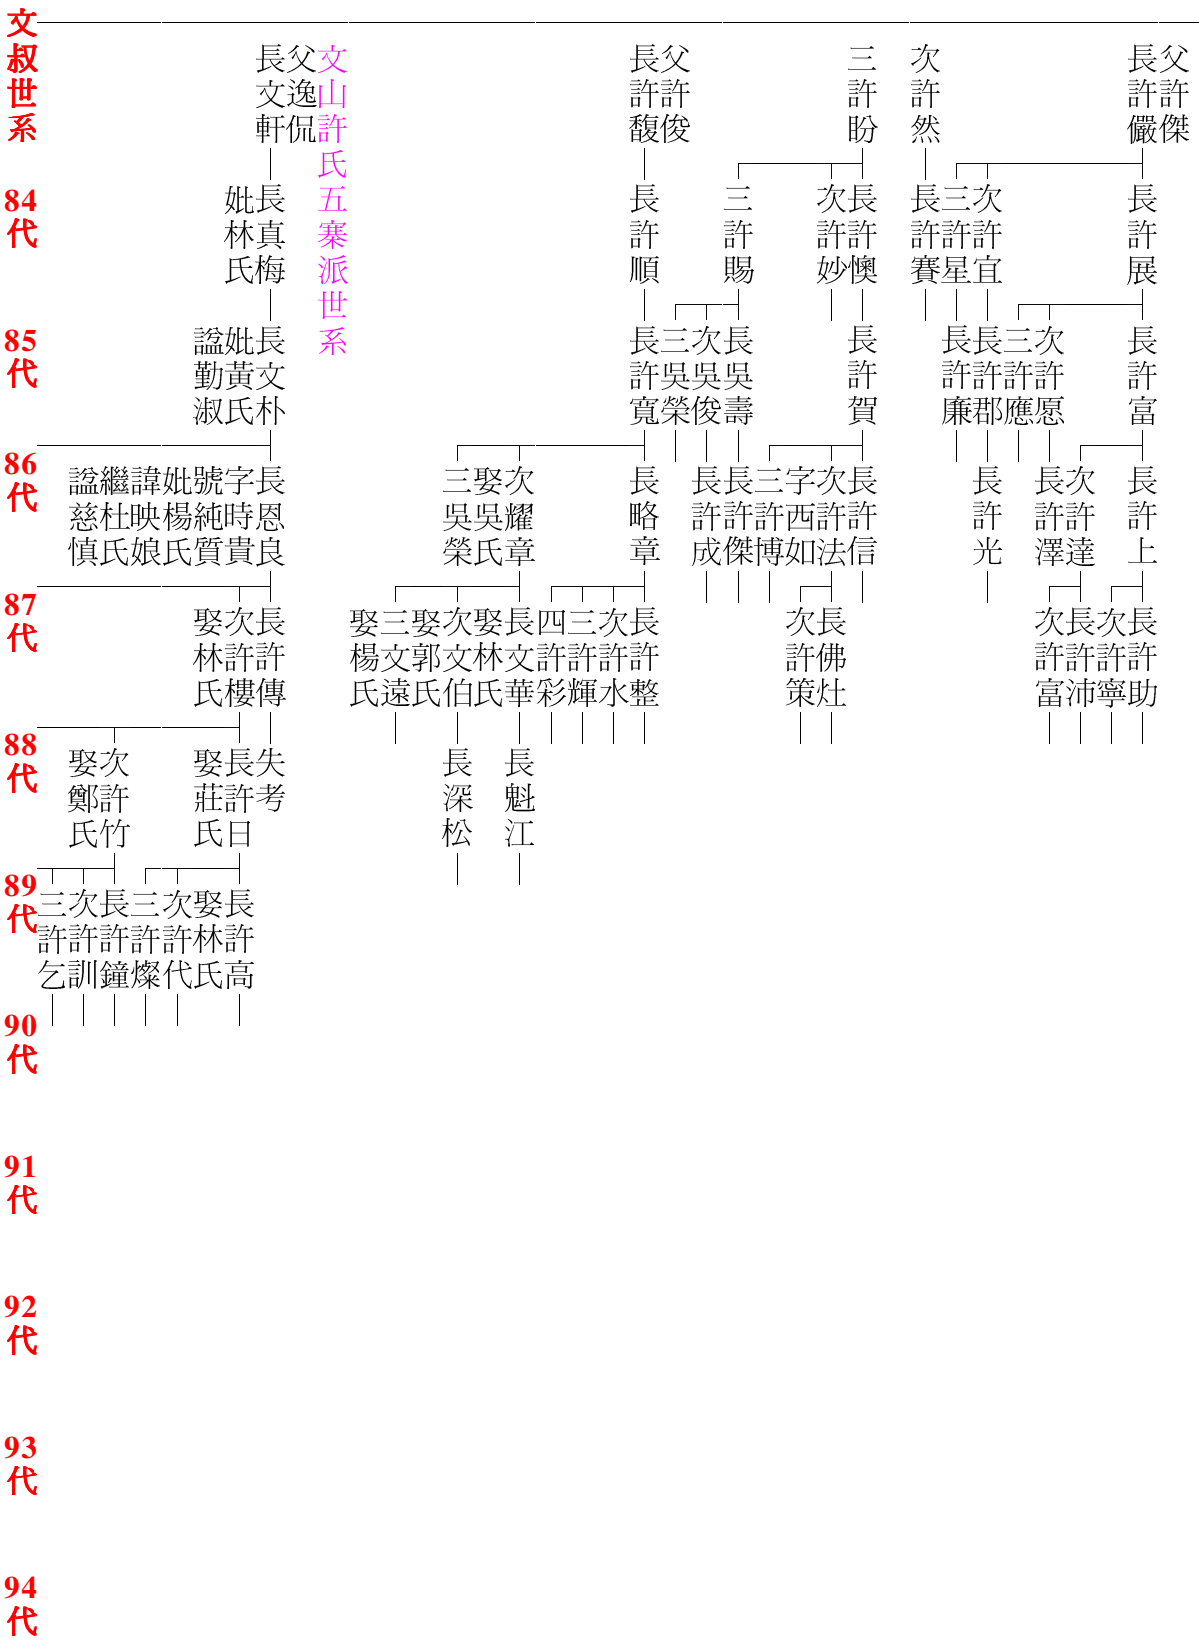 文叔世系
父許傑
長許儼
次許然
三許盼
父許俊
長許馥
文山許氏五寨派世系
父逸侃
長文軒
84代
長許展
次許宜
三許星
長許賽
長許懊
次許妙
三許賜
長許順
長真梅
妣林氏
85代
長許富
次許愿
三許應
長許郡
長許廉
長許賀
長吳壽
次吳俊
三吳榮
長許寬
長文朴
妣黃氏
諡勤淑
86代
長許上
次許達
長許澤
長許光
長許信
次許法
字西如
三許博
長許傑
長許成
長略章
次耀章
娶吳氏
三吳榮
長恩良
字時貴
號純質
妣楊氏
諱映娘
繼杜氏
諡慈慎
87代
長許助
次許寧
長許沛
次許富
長佛灶
次許策
長許整
次許水
三許輝
四許彩
長文華
娶林氏
次文伯
娶郭氏
三文遠
娶楊氏
長許傳
次許樓
娶林氏
88代
長魁江
長深松
失考
長許日
娶莊氏
次許竹
娶鄭氏
89代
長許高
娶林氏
次許代
三許燦
長許鐘
次許訓
三許乞
90代
91代
92代
93代
94代